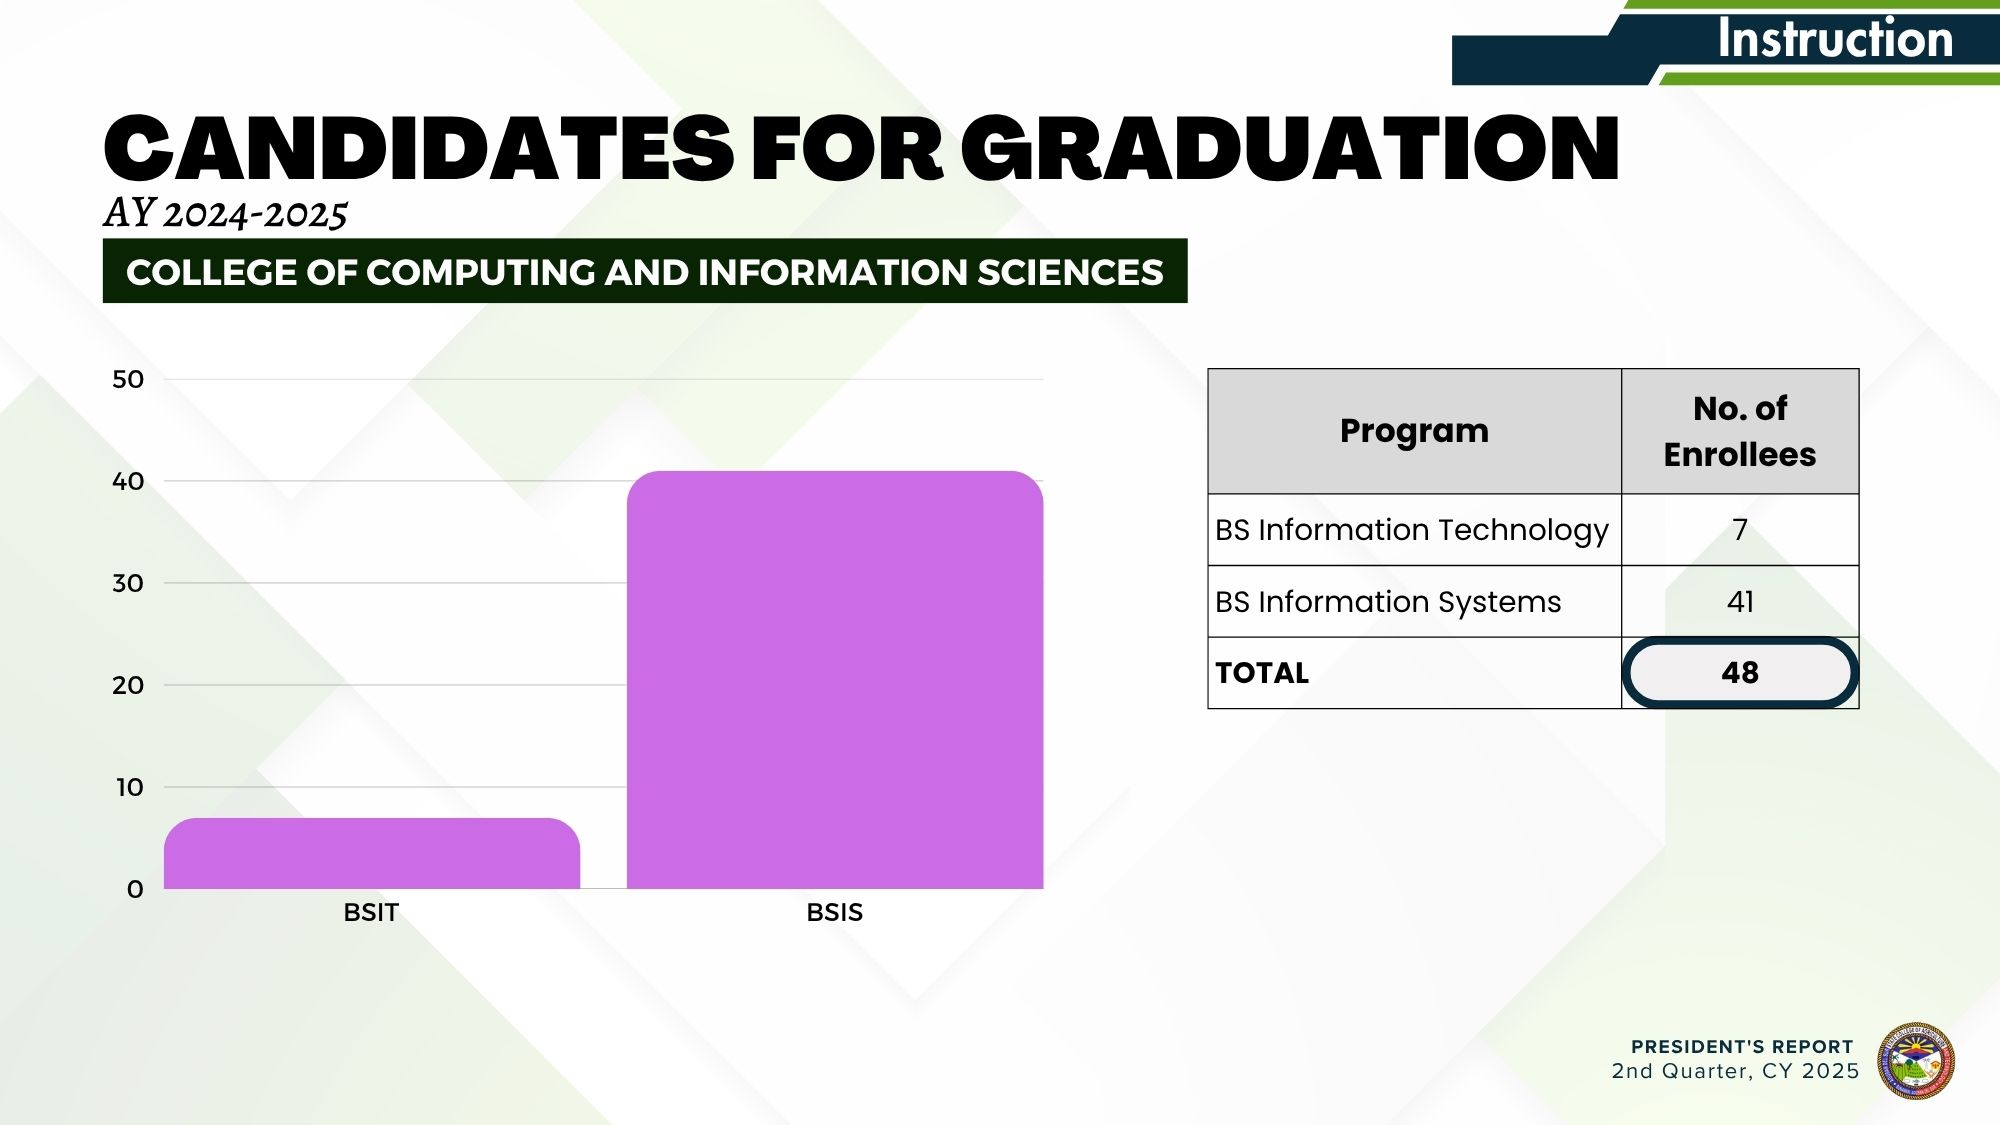 Instruction
CANDIDATES FOR GRADUATION
AY 2024-2025
COLLEGE OF COMPUTING AND INFORMATION SCIENCES
50
40
30
20
10
0
BSIT BSIS
Program
No. of
Enrollees
BS Information Technology 7
BS Information Systems 41
TOTAL 48
PRESIDENT'S REPORT
2nd Quarter, CY 2025